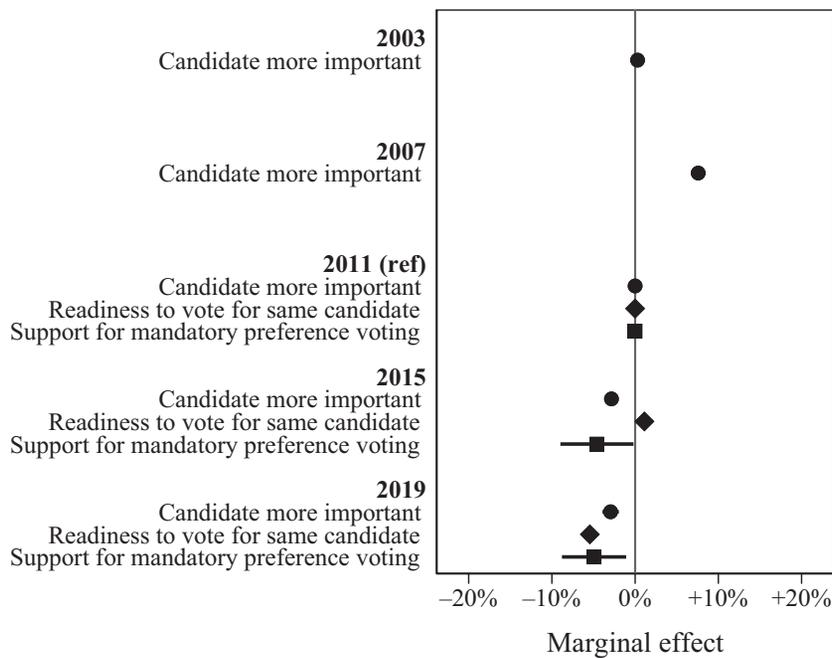 2003
Candidate more important
2007
Candidate more important
2011 (ref)
Candidate more important
Readiness to vote for same candidate
Support for mandatory preference voting
2015
Candidate more important
Readiness to vote for same candidate
Support for mandatory preference voting
2019
Candidate more important
Readiness to vote for same candidate
Support for mandatory preference voting
–20% –10% 0% +10% +20%
Marginal effect